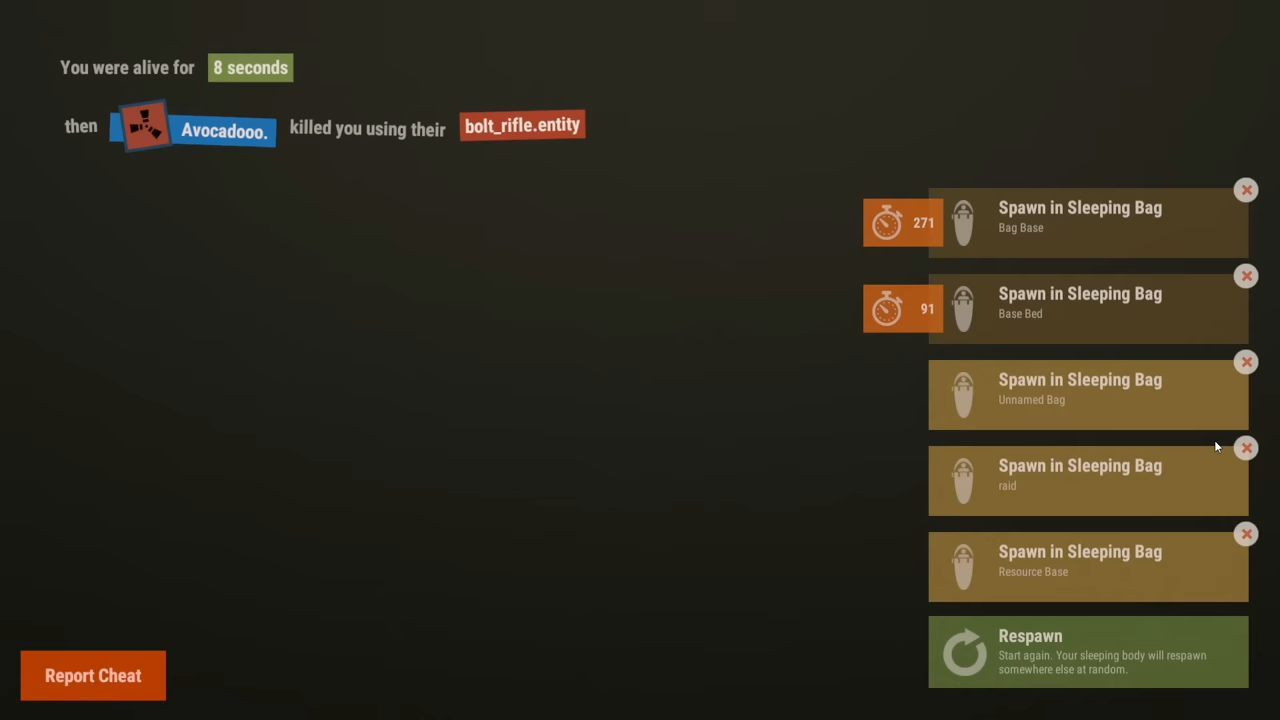 You were alive for 8 seconds
then Avocadooo. killed you using their bolt_rifle.entity
271
Spawn in Sleeping Bag
Bag Base
91
Spawn in Sleeping Bag
Base Bed
Spawn in Sleeping Bag
Unnamed Bag
Spawn in Sleeping Bag
raid
Spawn in Sleeping Bag
Resource Base
Respawn
Start again. Your sleeping body will respawn
somewhere else at random.
Report Cheat